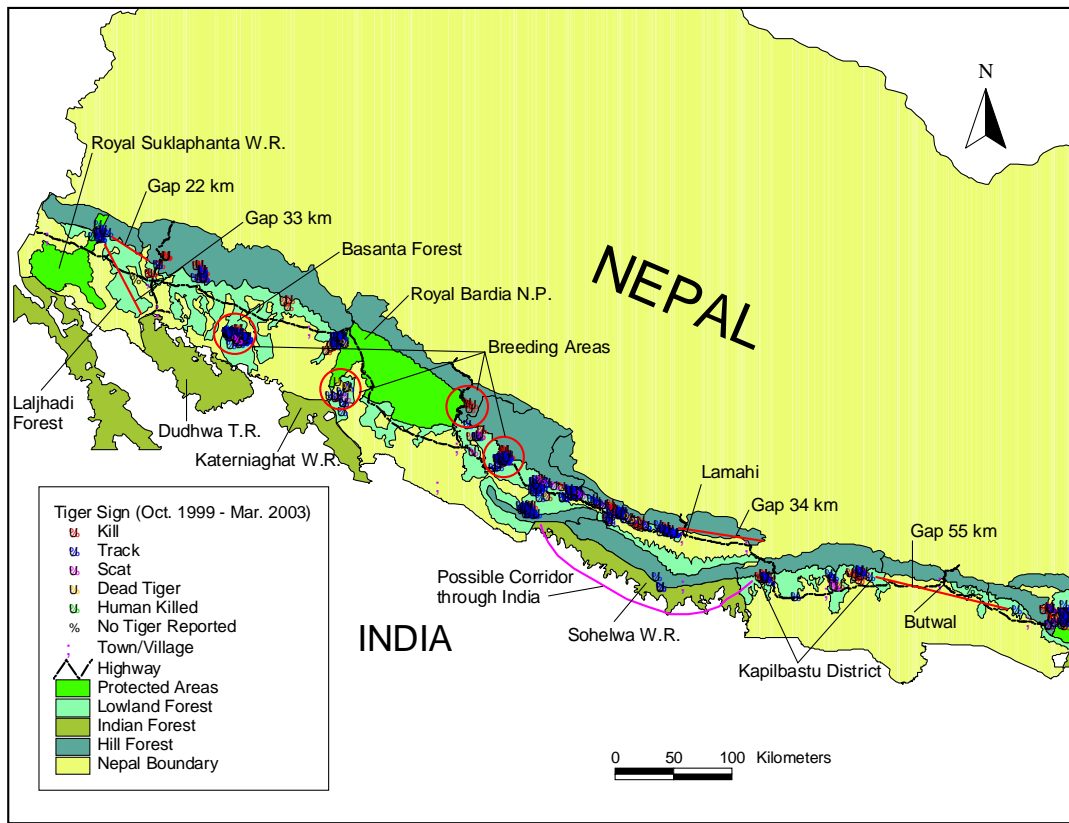 N
Royal Suklaphanta W.R.
Gap 22 km
Gap 33 km
Basanta Forest
NEPAL
Royal Bardia N.P.
Breeding Areas
Laljhadi
Forest
Dudhwa T.R.
Katerniaghat W.R.
Lamahi
Gap 34 km
Gap 55 km
Possible Corridor
through India
Sohelwa W.R.
Butwal
Kapilbastu District
INDIA
Tiger Sign (Oct. 1999 - Mar. 2003)
Kill
Track
Scat
Dead Tiger
Human Killed
No Tiger Reported
Town/Village
Highway
Protected Areas
Lowland Forest
Indian Forest
Hill Forest
Nepal Boundary
0 50 100 Kilometers